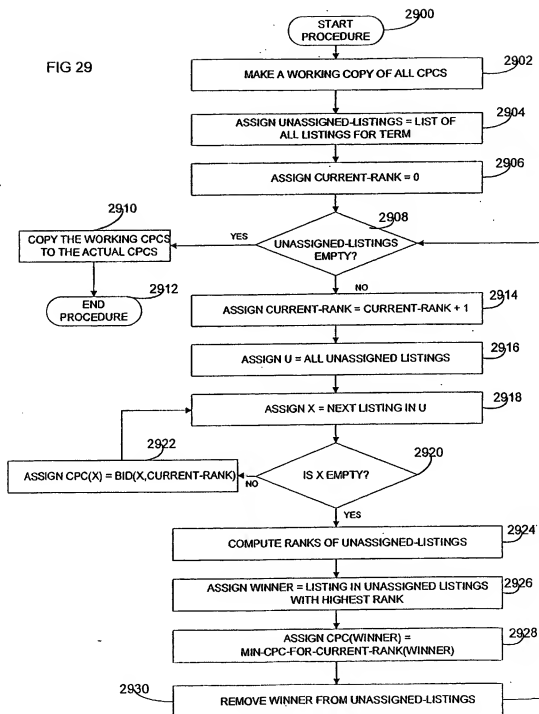 FIG 29
START
PROCEDURE
2900
MAKE A WORKING COPY OF ALL CPCS
2902
ASSIGN UNASSIGNED-LISTINGS = LIST OF
ALL LISTINGS FOR TERM
2904
ASSIGN CURRENT-RANK = 0
2906
2908
UNASSIGNED-LISTINGS
EMPTY?
YES
2910
COPY THE WORKING CPCS
TO THE ACTUAL CPCS
2912
END
PROCEDURE
NO
ASSIGN CURRENT-RANK = CURRENT-RANK + 1
2914
ASSIGN U = ALL UNASSIGNED LISTINGS
2916
ASSIGN X = NEXT LISTING IN U
2918
2922
ASSIGN CPC(X) = BID(X,CURRENT-RANK)
NO
IS X EMPTY?
2920
YES
COMPUTE RANKS OF UNASSIGNED-LISTINGS
2924
ASSIGN WINNER = LISTING IN UNASSIGNED LISTINGS
WITH HIGHEST RANK
2926
ASSIGN CPC(WINNER) =
MIN-CPC-FOR-CURRENT-RANK(WINNER)
2928
2930
REMOVE WINNER FROM UNASSIGNED-LISTINGS